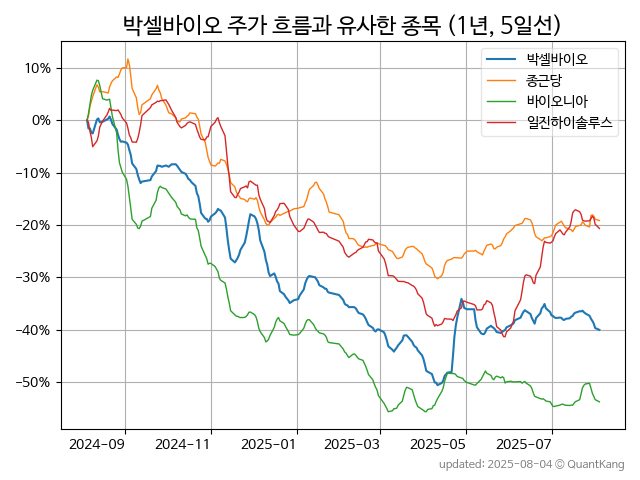 박셀바이오 주가 흐름과 유사한 종목 (1년, 5일선)
박셀바이오
종근당
바이오니아
일진하이솔루스
10%
0%
−10%
−20%
−30%
−40%
−50%
2024-09 2024-11 2025-01 2025-03 2025-05 2025-07
updated: 2025-08-04 © QuantKang